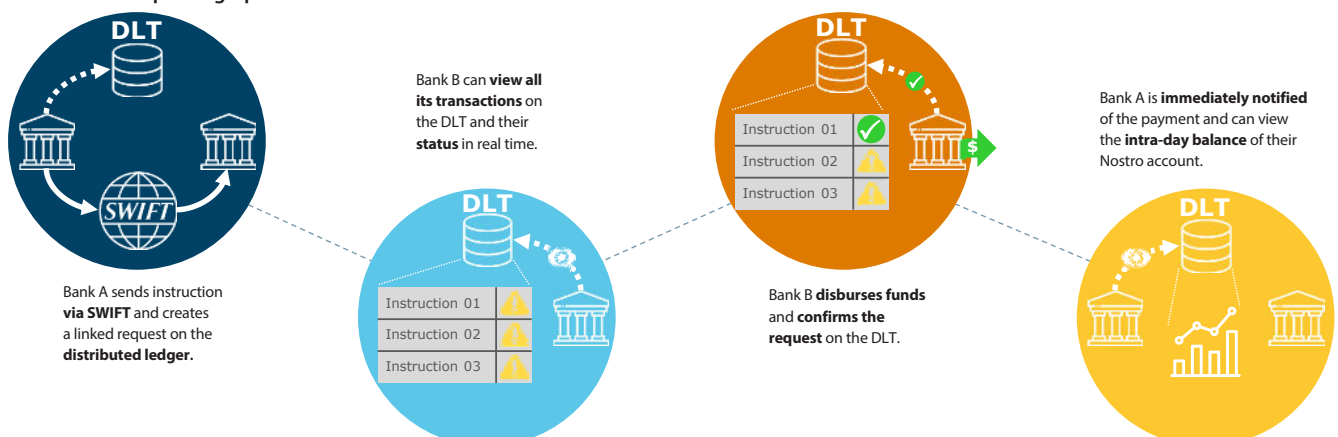 DLT
SWIFT
Bank A sends instruction
via SWIFT and creates
a linked request on the
distributed ledger.
Bank B can view all
its transactions on
the DLT and their
status in real time.
DLT
Instruction 01
Instruction 02
Instruction 03
DLT
Instruction 01
Instruction 02
Instruction 03
$
Bank B disburses funds
and confirms the
request on the DLT.
Bank A is immediately notified
of the payment and can view
the intra-day balance of their
Nostro account.
DLT